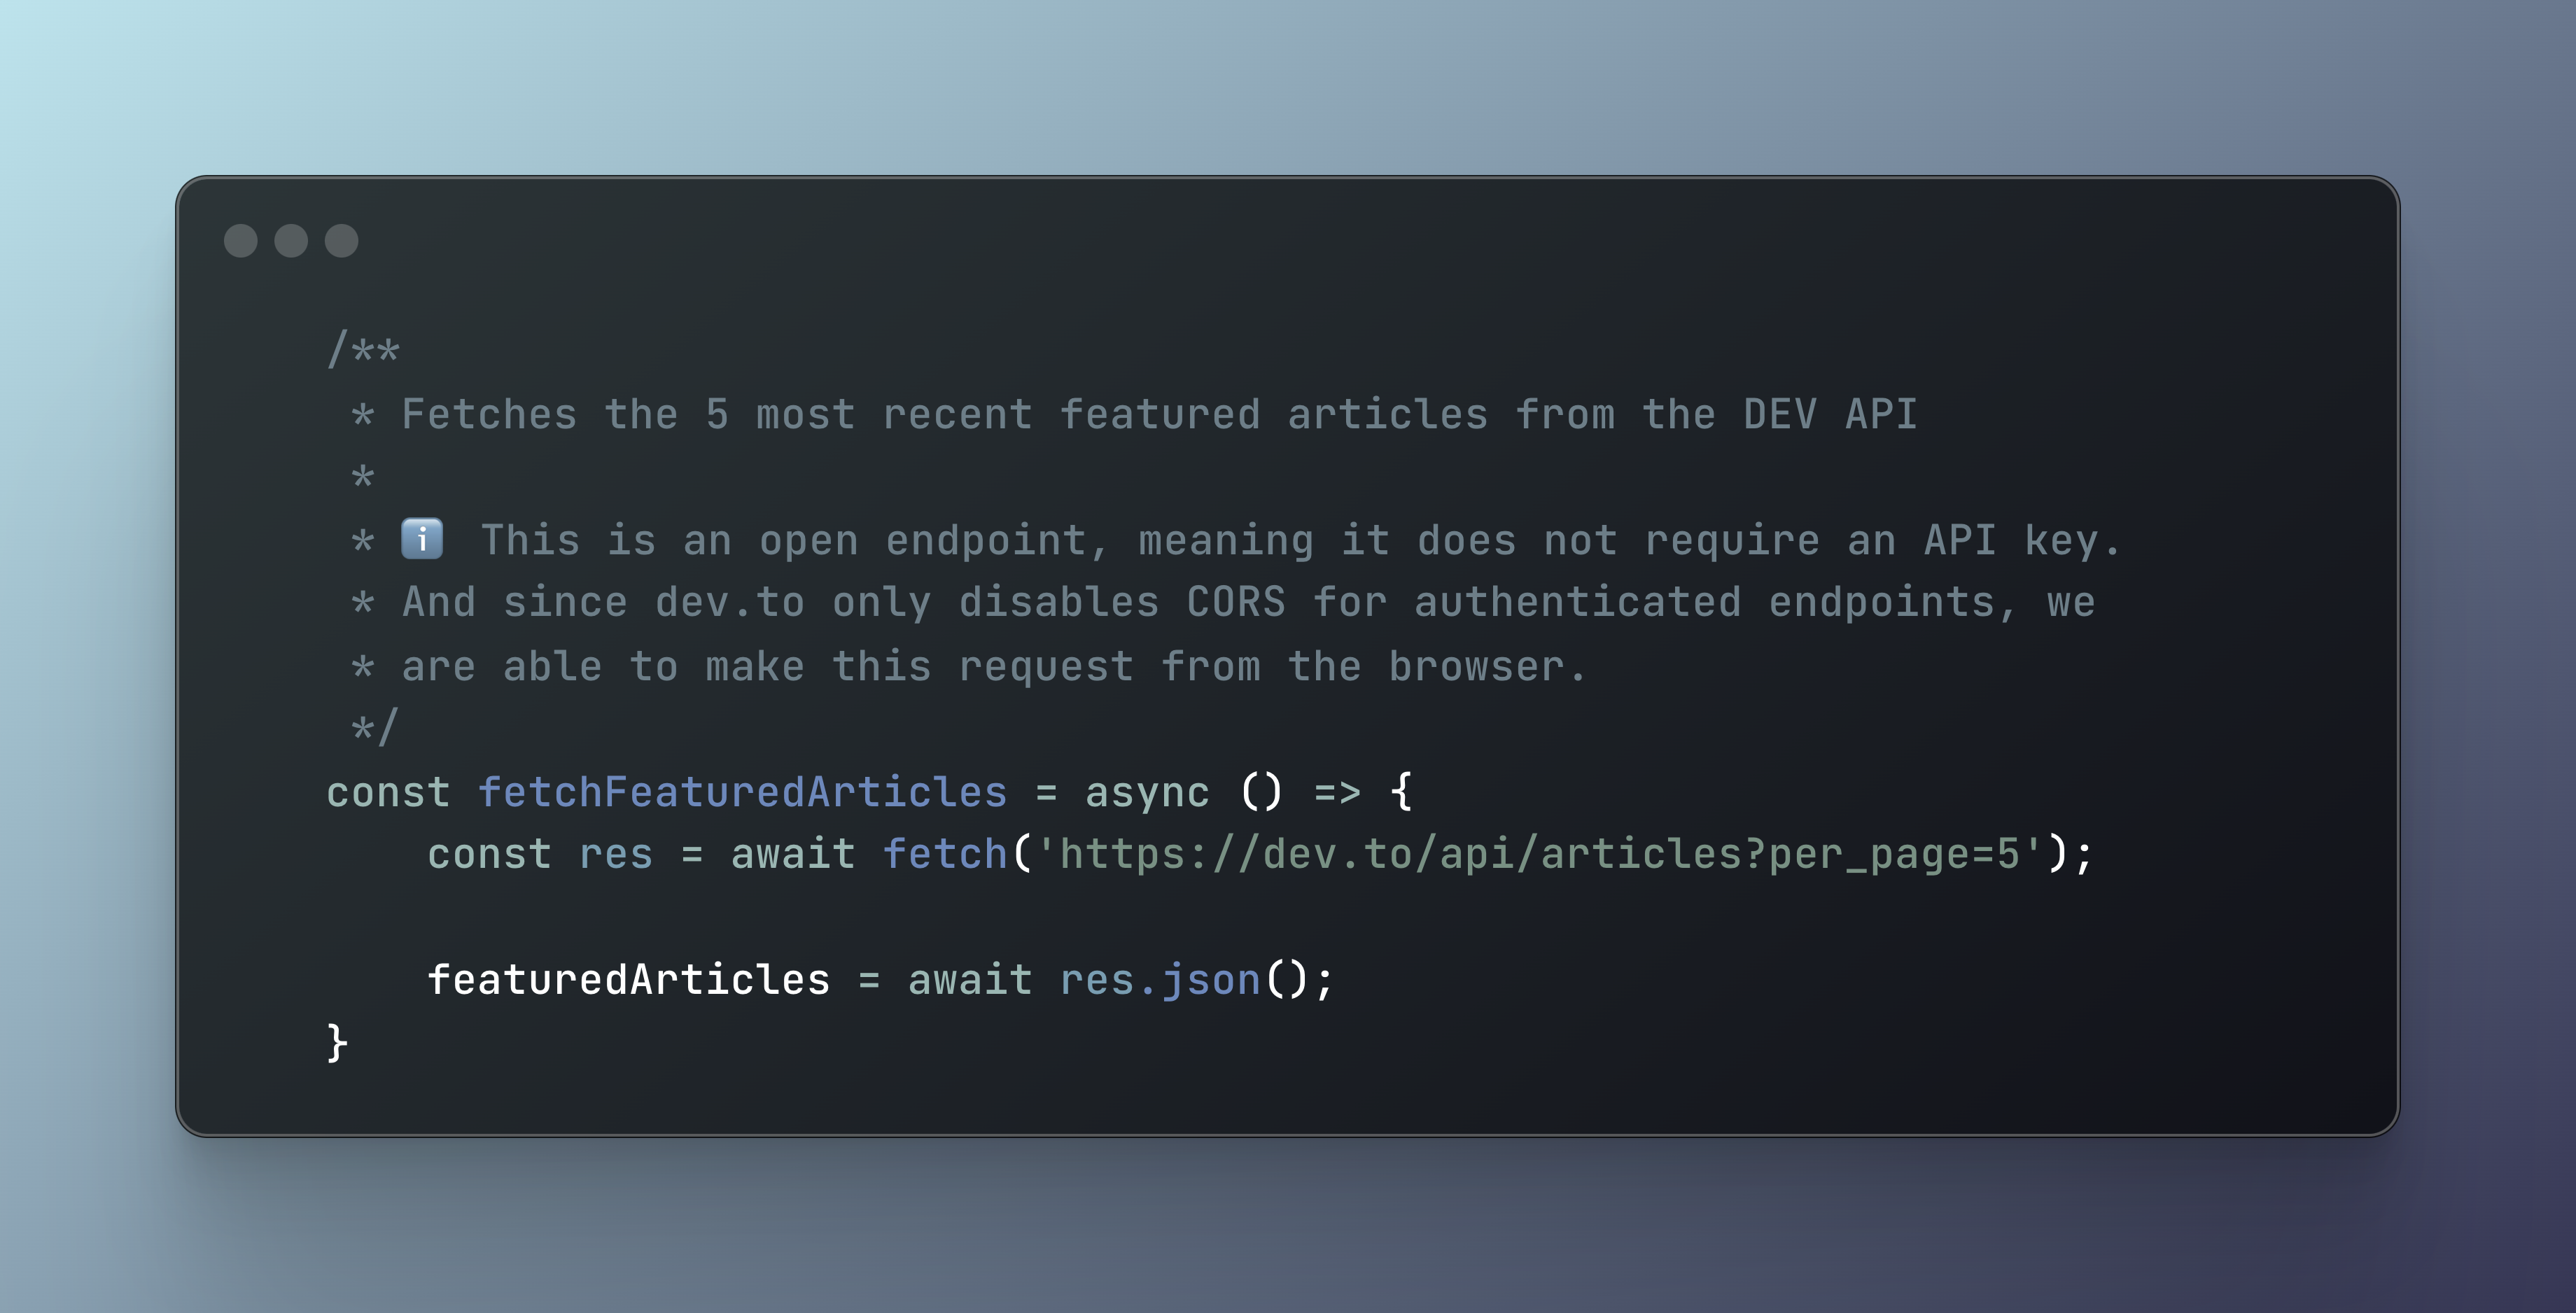 /**
 * Fetches the 5 most recent featured articles from the DEV API
 *
 * ℹ️ This is an open endpoint, meaning it does not require an API key.
 * And since dev.to only disables CORS for authenticated endpoints, we
 * are able to make this request from the browser.
 */
const fetchFeaturedArticles = async () => {
    const res = await fetch('https://dev.to/api/articles?per_page=5');

    featuredArticles = await res.json();
}